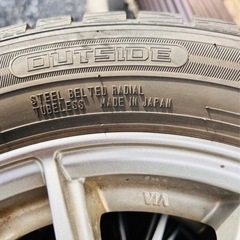 OUTSIDE
STEEL BELTED RADIAL
TUBELESS MADE IN JAPAN
VIA